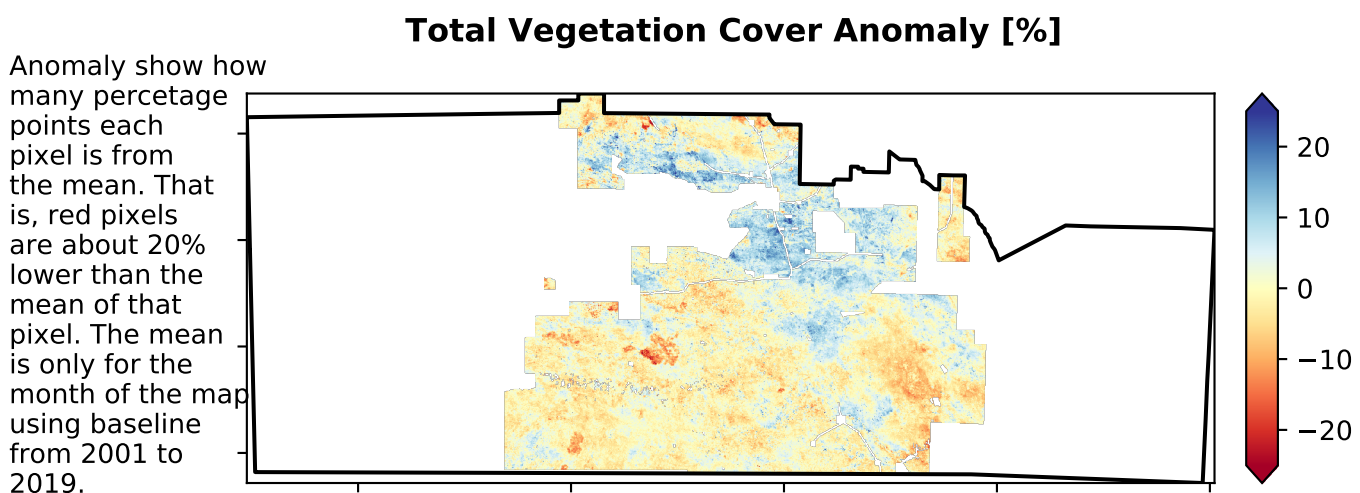 Total Vegetation Cover Anomaly [%]
Anomaly show how
many percetage
points each
pixel is from
the mean. That
is, red pixels
are about 20%
lower than the
mean of that
pixel. The mean
is only for the
month of the map
using baseline
from 2001 to
2019.
20
10
0
−10
−20